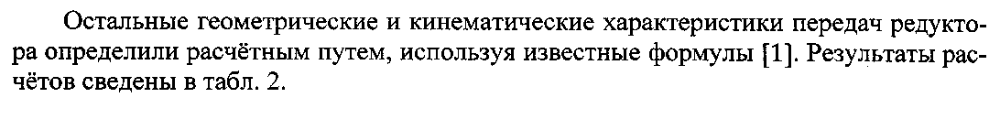 Остальные геометрические и кинематические характеристики передач редукто-
ра определили расчётным путем, используя известные формулы [1]. Результаты рас-
чётов сведены в табл. 2.